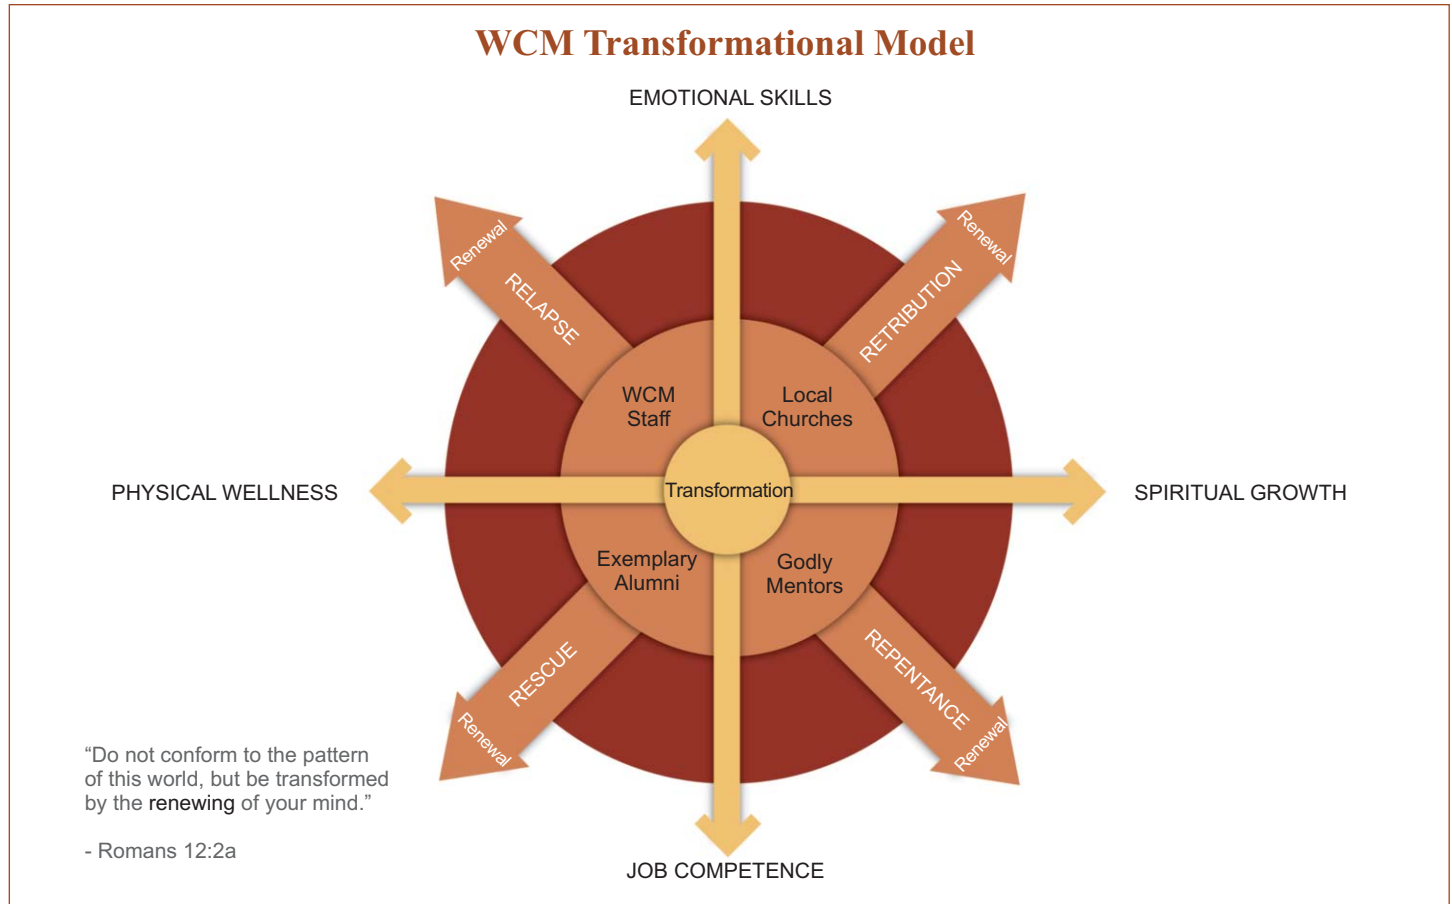 WCM Transformational Model
EMOTIONAL SKILLS
Renewal
RELAPSE
Renewal
RETRIBUTION
WCM
Staff
Local
Churches
PHYSICAL WELLNESS
Transformation
SPIRITUAL GROWTH
Exemplary
Alumni
Godly
Mentors
RESCUE
Renewal
REPENTANCE
Renewal
“Do not conform to the pattern
of this world, but be transformed
by the renewing of your mind.”
- Romans 12:2a
JOB COMPETENCE